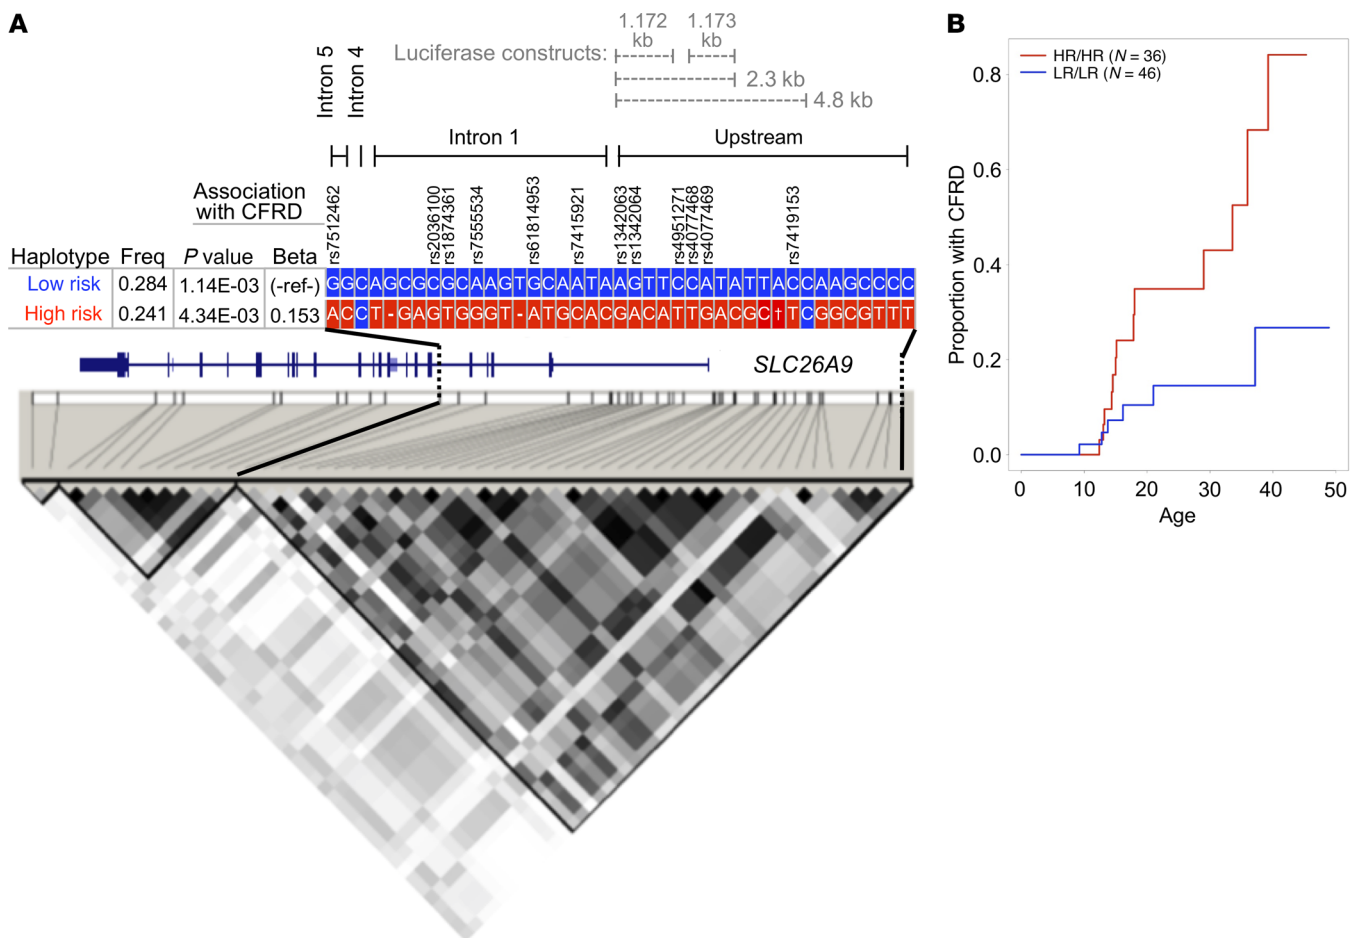 A
B
1.172 kb
1.173 kb
Luciferase constructs:
2.3 kb
4.8 kb
Intron 5
Intron 4
Intron 1
Upstream
Association
with CFRD
rs7512462
rs2036100
rs1874361
rs7555534
rs61814953
rs7415921
rs1342063
rs1342064
rs4951271
rs4077468
rs4077469
rs7419153
Haplotype Freq P value Beta
Low risk 0.284 1.14E-03 (-ref-) GGCAGCGCGCAAGTGCAATAAGTTCCATATTACCAAGCCCC
High risk 0.241 4.34E-03 0.153 ACCT-GAGTGGGT-ATGCACGACATTGACGC†TCGGCGTTT
SLC26A9
HR/HR (N = 36)
LR/LR (N = 46)
Proportion with CFRD
0.8
0.6
0.4
0.2
0.0
0 10 20 30 40 50
Age